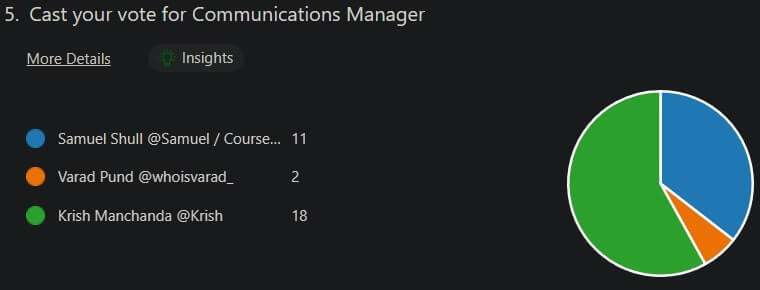 5. Cast your vote for Communications Manager
More Details Insights
Samuel Shull @Samuel / Course... 11
Varad Pund @whoisvarad_ 2
Krish Manchanda @Krish 18